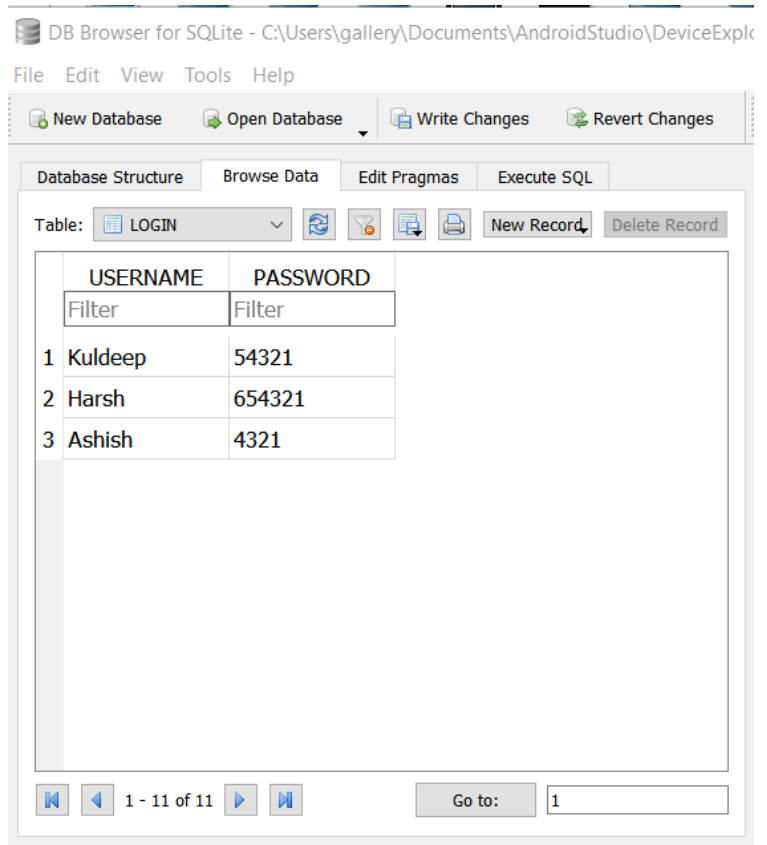 DB Browser for SQLite - C:\Users\gallery\Documents\AndroidStudio\DeviceExplo
File Edit View Tools Help
New Database Open Database Write Changes Revert Changes
Database Structure Browse Data Edit Pragmas Execute SQL
Table: LOGIN New Record Delete Record
USERNAME PASSWORD
Filter Filter
1 Kuldeep 54321
2 Harsh 654321
3 Ashish 4321
1 - 11 of 11 Go to: 1